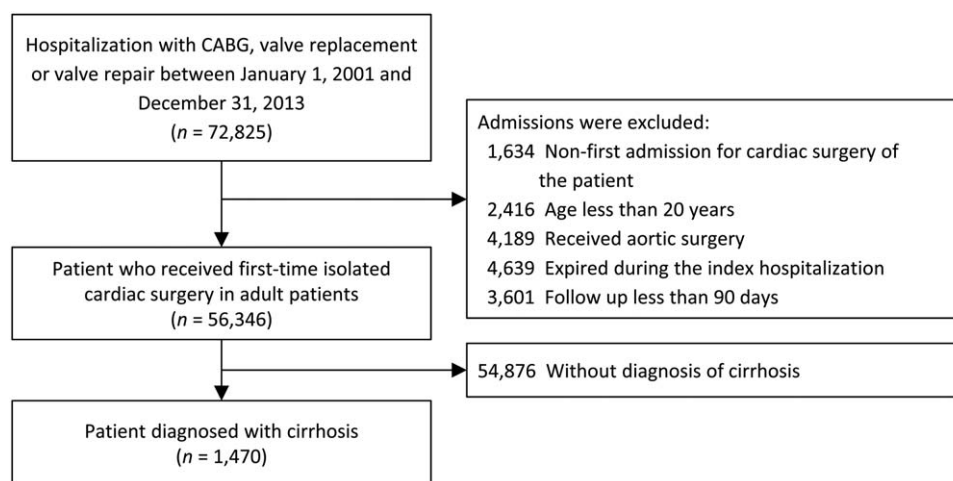 Hospitalization with CABG, valve replacement
or valve repair between January 1, 2001 and
December 31, 2013
(n = 72,825)
Admissions were excluded:
1,634 Non-first admission for cardiac surgery of
the patient
2,416 Age less than 20 years
4,189 Received aortic surgery
4,639 Expired during the index hospitalization
3,601 Follow up less than 90 days
Patient who received first-time isolated
cardiac surgery in adult patients
(n = 56,346)
54,876 Without diagnosis of cirrhosis
Patient diagnosed with cirrhosis
(n = 1,470)